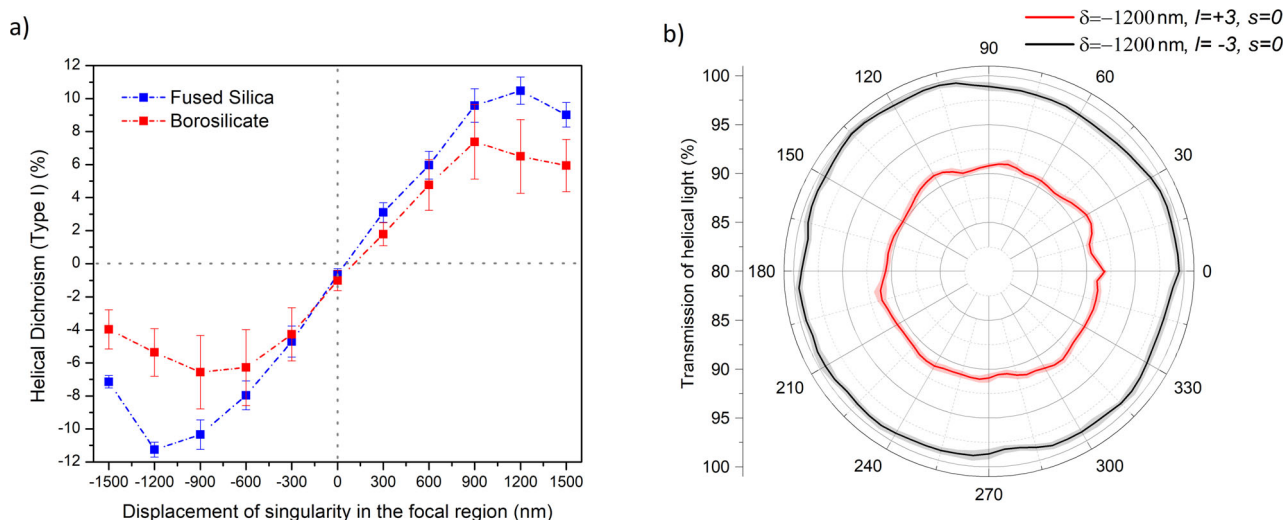 a)
Helical Dichroism (Type I) (%)
12
10
8
6
4
2
0
-2
-4
-6
-8
-10
-12
Fused Silica
Borosilicate
-1500 -1200 -900 -600 -300 0 300 600 900 1200 1500
Displacement of singularity in the focal region (nm)
b)
δ=−1200 nm, l=+3, s=0
δ=−1200 nm, l= -3, s=0
Transmission of helical light (%)
100
95
90
85
80
85
90
95
100
90
120 60
150 30
180 0
210 330
240 300
270